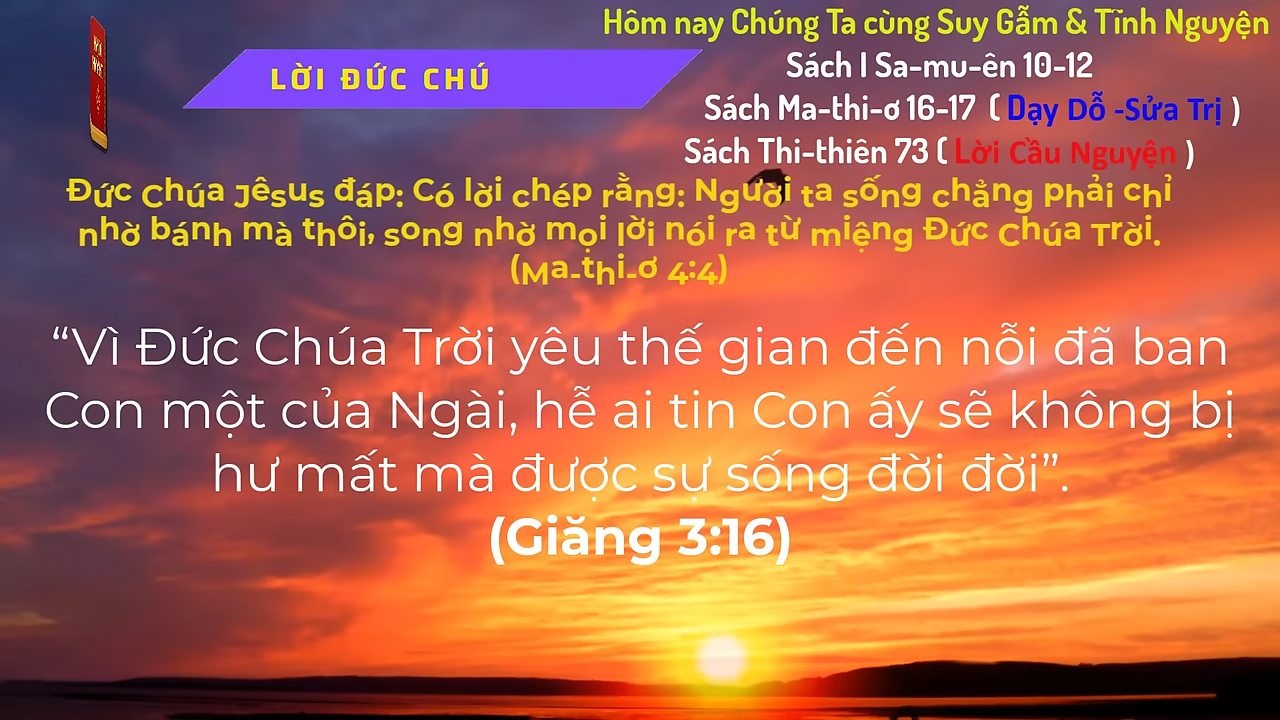 Hôm nay Chúng Ta cùng Suy Gẫm & Tĩnh Nguyện
LỜI ĐỨC CHÚ
Sách I Sa-mu-ên 10-12
Sách Ma-thi-ơ 16-17 ( Dạy Dỗ -Sửa Trị )
Sách Thi-thiên 73 ( Lời Cầu Nguyện )
Đức Chúa Jêsus đáp: Có lời chép rằng: Người ta sống chẳng phải chỉ
nhờ bánh mà thôi, song nhờ mọi lời nói ra từ miệng Đức Chúa Trời.
(Ma-thi-ơ 4:4)
“Vì Đức Chúa Trời yêu thế gian đến nỗi đã ban
Con một của Ngài, hễ ai tin Con ấy sẽ không bị
hư mất mà được sự sống đời đời”.
(Giăng 3:16)